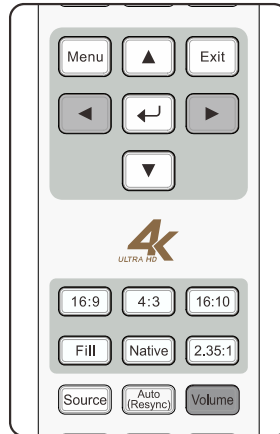 Menu
Exit
4K
ULTRA HD
16:9 4:3 16:10
Fill Native 2.35:1
Source Auto (Resync) Volume